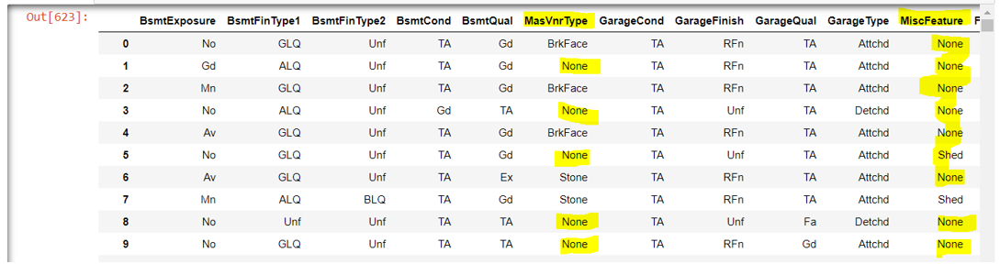 Out[623]:
BsmtExposure BsmtFinType1 BsmtFinType2 BsmtCond BsmtQual MasVnrType GarageCond GarageFinish GarageQual GarageType MiscFeature F
0 No GLQ Unf TA Gd BrkFace TA RFn TA Attchd None
1 Gd ALQ Unf TA Gd None TA RFn TA Attchd None
2 Mn GLQ Unf TA Gd BrkFace TA RFn TA Attchd None
3 No ALQ Unf Gd TA None TA Unf TA Detchd None
4 Av GLQ Unf TA Gd BrkFace TA RFn TA Attchd None
5 No GLQ Unf TA Gd None TA Unf TA Attchd Shed
6 Av GLQ Unf TA Ex Stone TA RFn TA Attchd None
7 Mn ALQ BLQ TA Gd Stone TA RFn TA Attchd Shed
8 No Unf Unf TA TA None TA Unf Fa Detchd None
9 No GLQ Unf TA TA None TA RFn Gd Attchd None